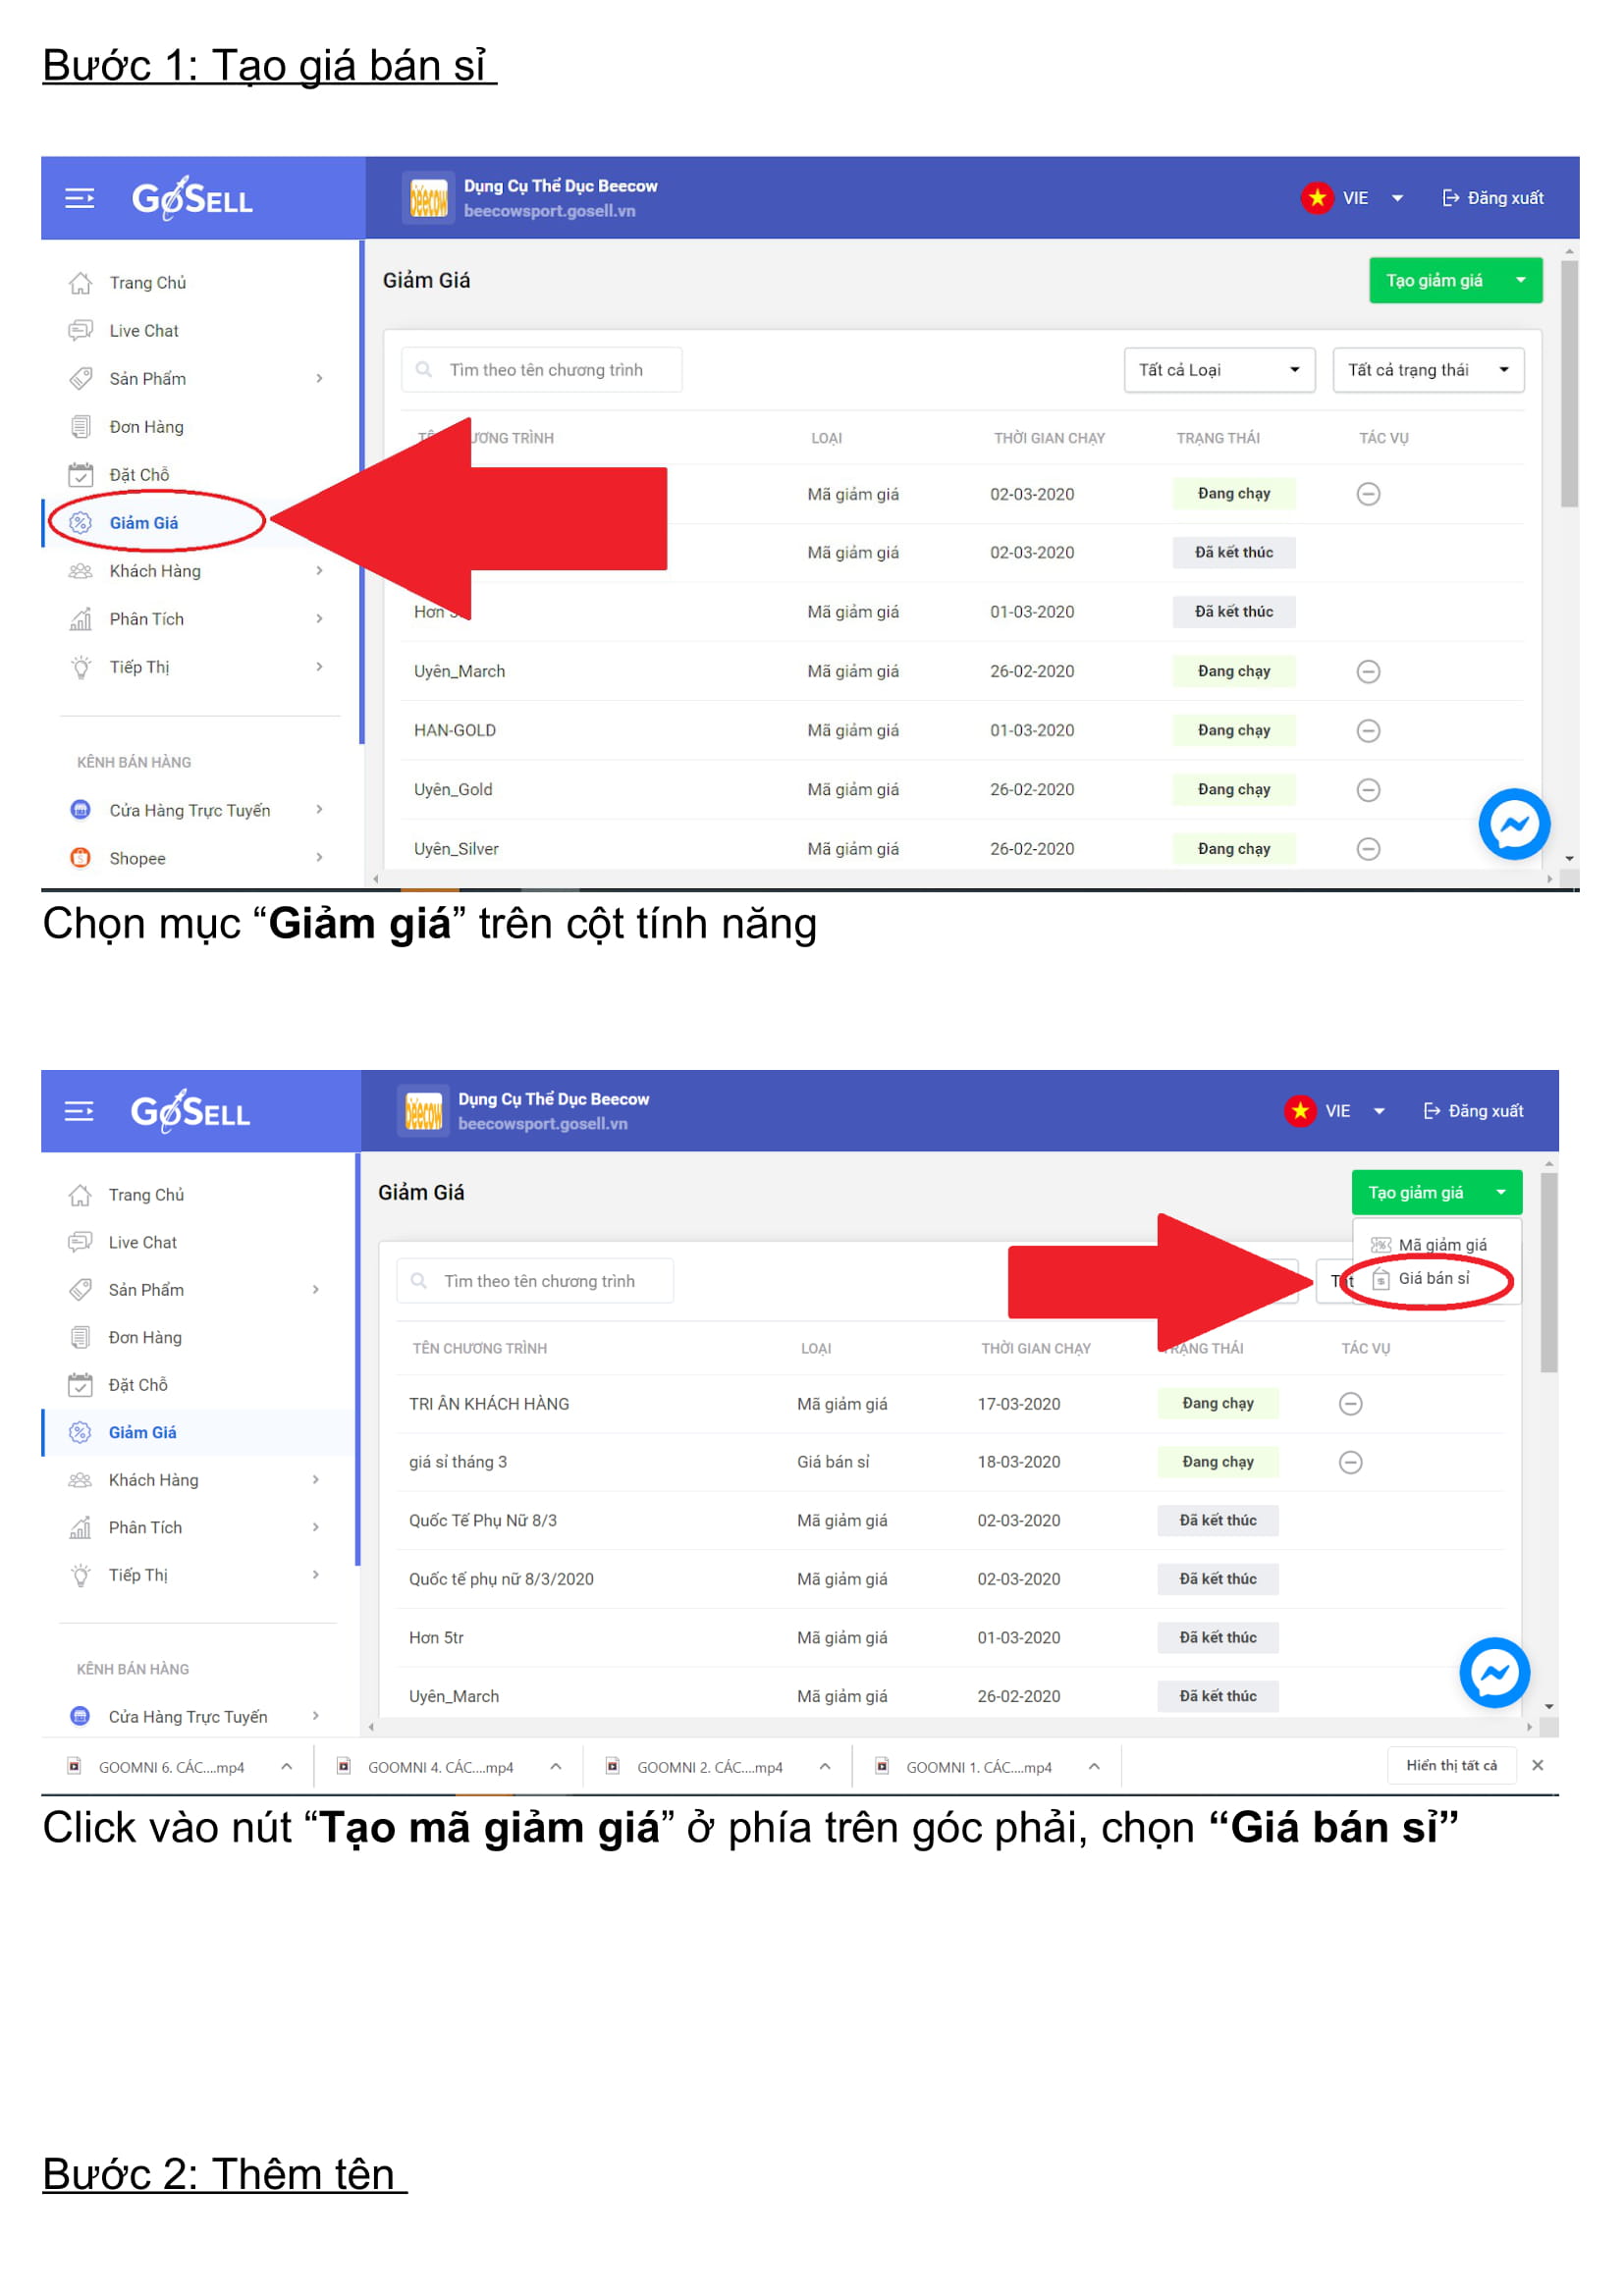 Bước 1: Tạo giá bán sỉ
GoSELL
Dụng Cụ Thể Dục Beecow
beecow
beecowsport.gosell.vn
VIE
Đăng xuất
Trang Chủ
Live Chat
Sản Phẩm
Đơn Hàng
Đặt Chỗ
Giảm Giá
Khách Hàng
Phân Tích
Tiếp Thị
KÊNH BÁN HÀNG
Cửa Hàng Trực Tuyến
Shopee
Giảm Giá
Tạo giảm giá
Tìm theo tên chương trình
Tất cả Loại
Tất cả trạng thái
LOẠI THỜI GIAN CHẠY TRẠNG THÁI TÁC VỤ
Mã giảm giá 02-03-2020 Đang chạy
Mã giảm giá 02-03-2020 Đã kết thúc
Hơn Mã giảm giá 01-03-2020 Đã kết thúc
Uyên_March Mã giảm giá 26-02-2020 Đang chạy
HAN-GOLD Mã giảm giá 01-03-2020 Đang chạy
Uyên_Gold Mã giảm giá 26-02-2020 Đang chạy
Uyên_Silver Mã giảm giá 26-02-2020 Đang chạy
Chọn mục “Giảm giá” trên cột tính năng
GoSELL
Dụng Cụ Thể Dục Beecow
beecow
beecowsport.gosell.vn
VIE
Đăng xuất
Trang Chủ
Live Chat
Sản Phẩm
Đơn Hàng
Đặt Chỗ
Giảm Giá
Khách Hàng
Phân Tích
Tiếp Thị
KÊNH BÁN HÀNG
Cửa Hàng Trực Tuyến
Giảm Giá
Tạo giảm giá
Mã giảm giá
Giá bán sỉ
Tìm theo tên chương trình
TÊN CHƯƠNG TRÌNH LOẠI THỜI GIAN CHẠY TRẠNG THÁI TÁC VỤ
TRI ÂN KHÁCH HÀNG Mã giảm giá 17-03-2020 Đang chạy
giá sỉ tháng 3 Giá bán sỉ 18-03-2020 Đang chạy
Quốc Tế Phụ Nữ 8/3 Mã giảm giá 02-03-2020 Đã kết thúc
Quốc tế phụ nữ 8/3/2020 Mã giảm giá 02-03-2020 Đã kết thúc
Hơn 5tr Mã giảm giá 01-03-2020 Đã kết thúc
Uyên_March Mã giảm giá 26-02-2020 Đã kết thúc
GOOMNI 6. CÁC....mp4 GOOMNI 4. CÁC....mp4 GOOMNI 2. CÁC....mp4 GOOMNI 1. CÁC....mp4 Hiển thị tất cả
Click vào nút “Tạo mã giảm giá” ở phía trên góc phải, chọn “Giá bán sỉ”
Bước 2: Thêm tên